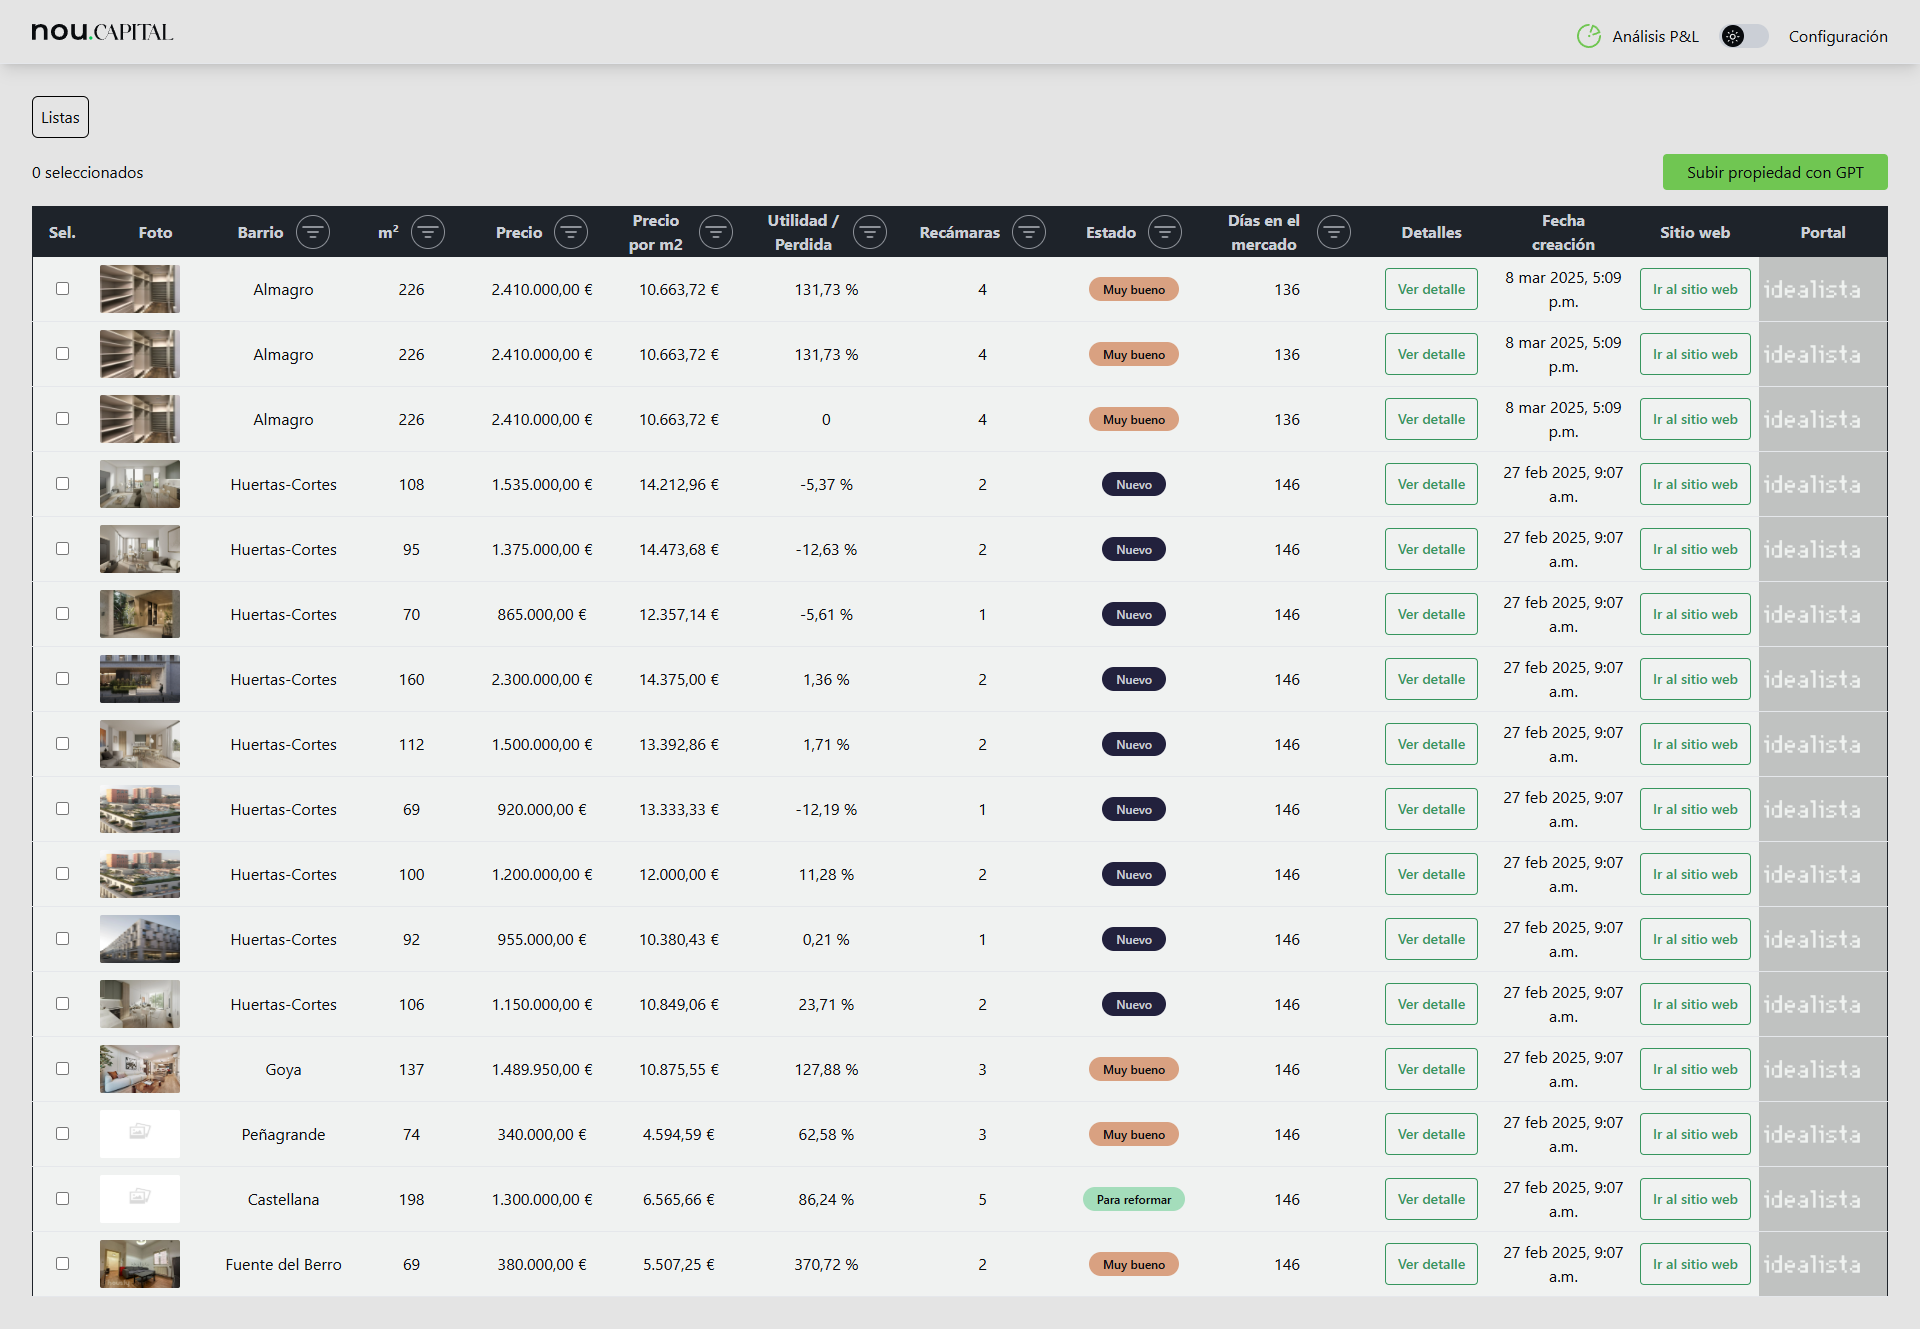 nou.CAPITAL
Análisis P&L
Configuración
Listas
0 seleccionados
Subir propiedad con GPT
Sel. Foto Barrio m² Precio Precio por m2 Utilidad / Perdida Recámaras Estado Días en el mercado Detalles Fecha creación Sitio web Portal
Almagro 226 2.410.000,00 € 10.663,72 € 131,73 % 4 Muy bueno 136 Ver detalle 8 mar 2025, 5:09 p.m. Ir al sitio web idealista
Almagro 226 2.410.000,00 € 10.663,72 € 131,73 % 4 Muy bueno 136 Ver detalle 8 mar 2025, 5:09 p.m. Ir al sitio web idealista
Almagro 226 2.410.000,00 € 10.663,72 € 0 4 Muy bueno 136 Ver detalle 8 mar 2025, 5:09 p.m. Ir al sitio web idealista
Huertas-Cortes 108 1.535.000,00 € 14.212,96 € -5,37 % 2 Nuevo 146 Ver detalle 27 feb 2025, 9:07 a.m. Ir al sitio web idealista
Huertas-Cortes 95 1.375.000,00 € 14.473,68 € -12,63 % 2 Nuevo 146 Ver detalle 27 feb 2025, 9:07 a.m. Ir al sitio web idealista
Huertas-Cortes 70 865.000,00 € 12.357,14 € -5,61 % 1 Nuevo 146 Ver detalle 27 feb 2025, 9:07 a.m. Ir al sitio web idealista
Huertas-Cortes 160 2.300.000,00 € 14.375,00 € 1,36 % 2 Nuevo 146 Ver detalle 27 feb 2025, 9:07 a.m. Ir al sitio web idealista
Huertas-Cortes 112 1.500.000,00 € 13.392,86 € 1,71 % 2 Nuevo 146 Ver detalle 27 feb 2025, 9:07 a.m. Ir al sitio web idealista
Huertas-Cortes 69 920.000,00 € 13.333,33 € -12,19 % 1 Nuevo 146 Ver detalle 27 feb 2025, 9:07 a.m. Ir al sitio web idealista
Huertas-Cortes 100 1.200.000,00 € 12.000,00 € 11,28 % 2 Nuevo 146 Ver detalle 27 feb 2025, 9:07 a.m. Ir al sitio web idealista
Huertas-Cortes 92 955.000,00 € 10.380,43 € 0,21 % 1 Nuevo 146 Ver detalle 27 feb 2025, 9:07 a.m. Ir al sitio web idealista
Huertas-Cortes 106 1.150.000,00 € 10.849,06 € 23,71 % 2 Nuevo 146 Ver detalle 27 feb 2025, 9:07 a.m. Ir al sitio web idealista
Goya 137 1.489.950,00 € 10.875,55 € 127,88 % 3 Muy bueno 146 Ver detalle 27 feb 2025, 9:07 a.m. Ir al sitio web idealista
Peñagrande 74 340.000,00 € 4.594,59 € 62,58 % 3 Muy bueno 146 Ver detalle 27 feb 2025, 9:07 a.m. Ir al sitio web idealista
Castellana 198 1.300.000,00 € 6.565,66 € 86,24 % 5 Para reformar 146 Ver detalle 27 feb 2025, 9:07 a.m. Ir al sitio web idealista
Fuente del Berro 69 380.000,00 € 5.507,25 € 370,72 % 2 Muy bueno 146 Ver detalle 27 feb 2025, 9:07 a.m. Ir al sitio web idealista